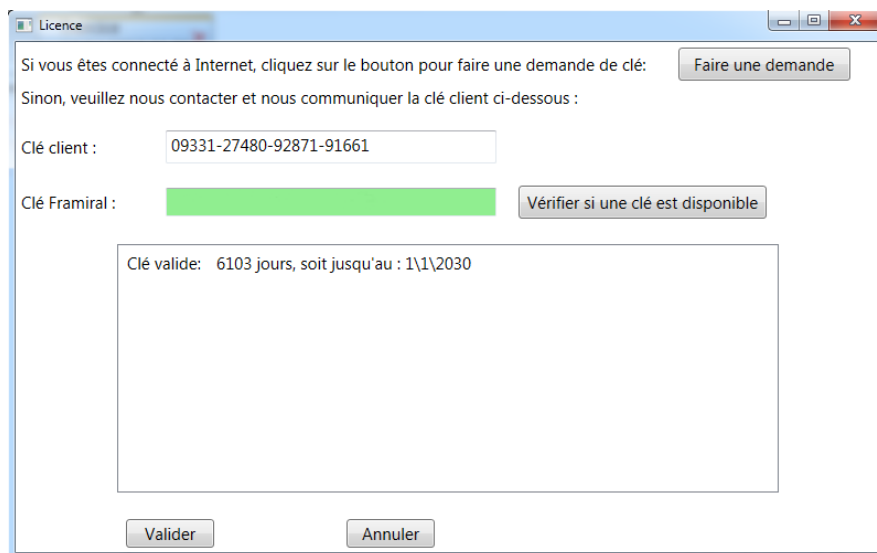 Licence
Si vous êtes connecté à Internet, cliquez sur le bouton pour faire une demande de clé: Faire une demande
Sinon, veuillez nous contacter et nous communiquer la clé client ci-dessous :
Clé client : 09331-27480-92871-91661
Clé Framiral : Vérifier si une clé est disponible
Clé valide: 6103 jours, soit jusqu'au : 1\1\2030
Valider Annuler